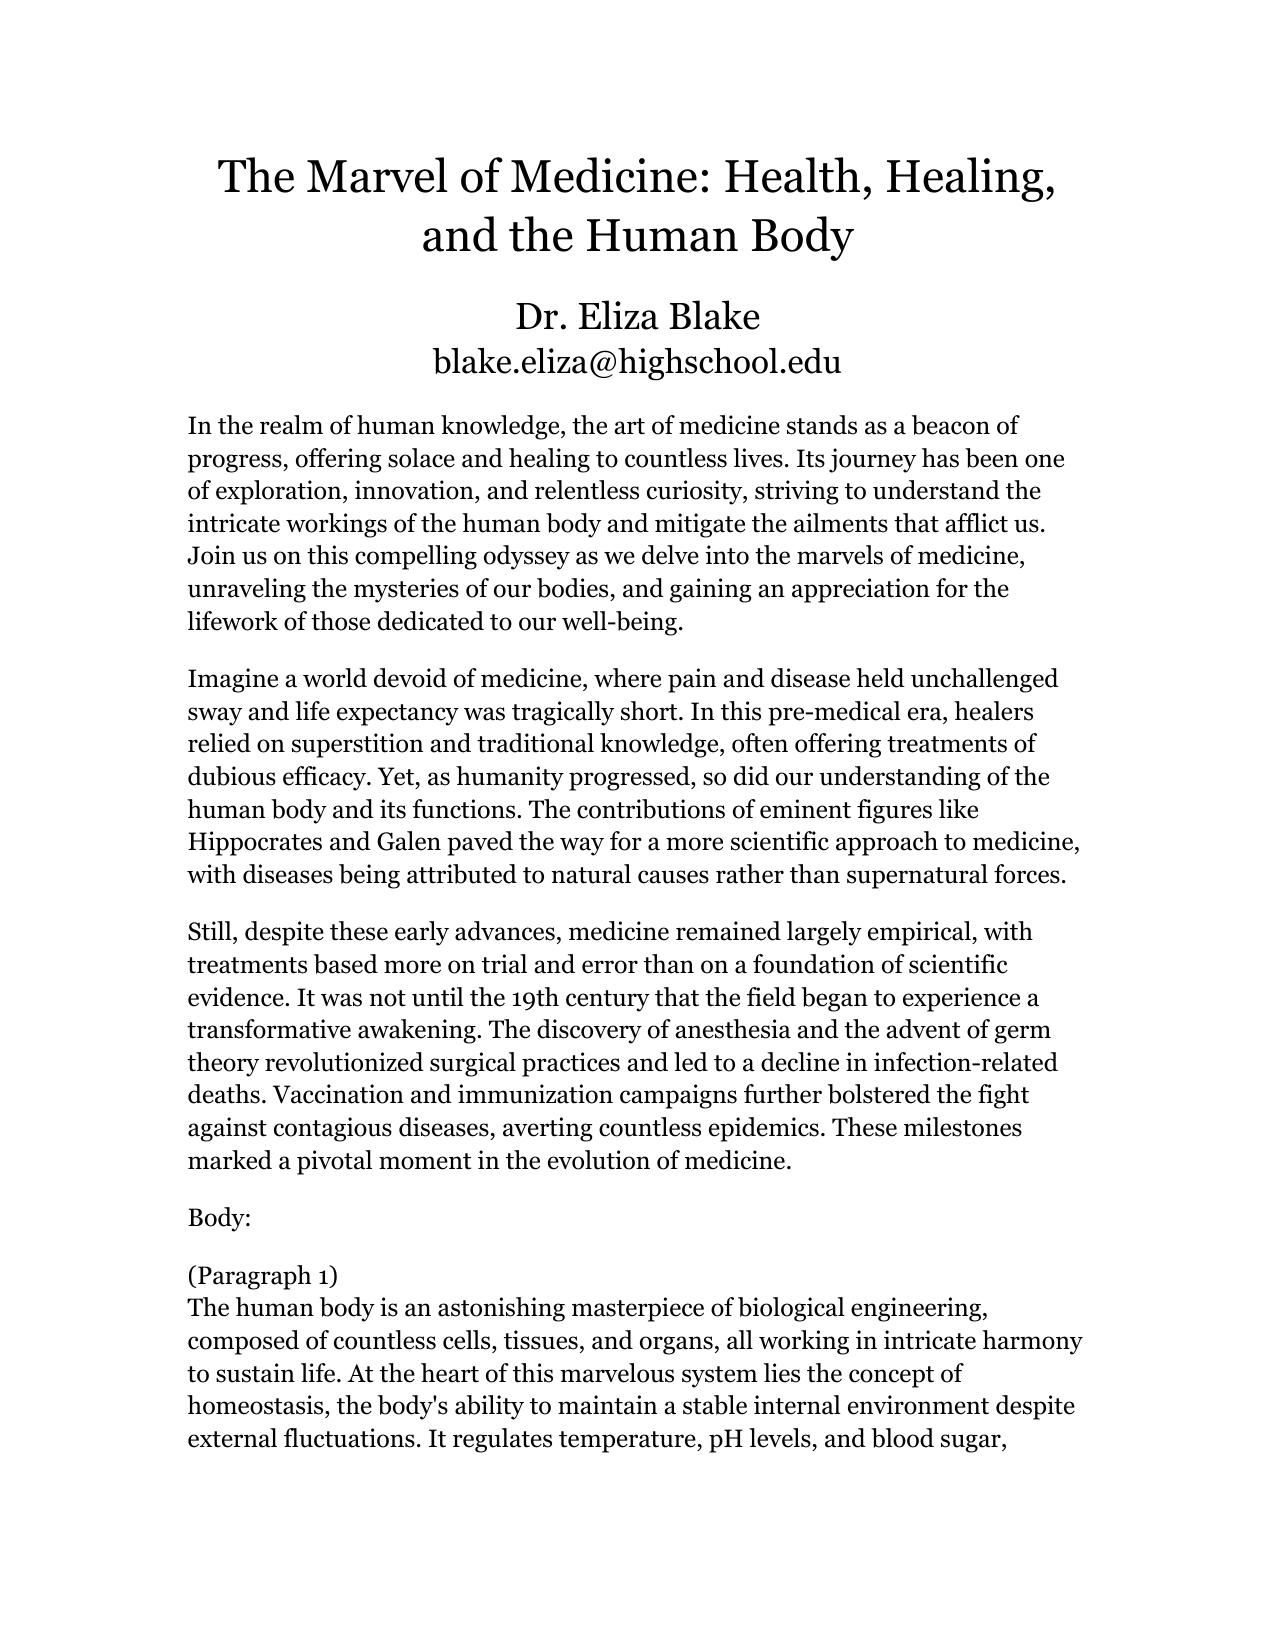 The Marvel of Medicine: Health, Healing,
and the Human Body
Dr. Eliza Blake
blake.eliza@highschool.edu
In the realm of human knowledge, the art of medicine stands as a beacon of
progress, offering solace and healing to countless lives. Its journey has been one
of exploration, innovation, and relentless curiosity, striving to understand the
intricate workings of the human body and mitigate the ailments that afflict us.
Join us on this compelling odyssey as we delve into the marvels of medicine,
unraveling the mysteries of our bodies, and gaining an appreciation for the
lifework of those dedicated to our well-being.
Imagine a world devoid of medicine, where pain and disease held unchallenged
sway and life expectancy was tragically short. In this pre-medical era, healers
relied on superstition and traditional knowledge, often offering treatments of
dubious efficacy. Yet, as humanity progressed, so did our understanding of the
human body and its functions. The contributions of eminent figures like
Hippocrates and Galen paved the way for a more scientific approach to medicine,
with diseases being attributed to natural causes rather than supernatural forces.
Still, despite these early advances, medicine remained largely empirical, with
treatments based more on trial and error than on a foundation of scientific
evidence. It was not until the 19th century that the field began to experience a
transformative awakening. The discovery of anesthesia and the advent of germ
theory revolutionized surgical practices and led to a decline in infection-related
deaths. Vaccination and immunization campaigns further bolstered the fight
against contagious diseases, averting countless epidemics. These milestones
marked a pivotal moment in the evolution of medicine.
Body:
(Paragraph 1)
The human body is an astonishing masterpiece of biological engineering,
composed of countless cells, tissues, and organs, all working in intricate harmony
to sustain life. At the heart of this marvelous system lies the concept of
homeostasis, the body's ability to maintain a stable internal environment despite
external fluctuations. It regulates temperature, pH levels, and blood sugar,